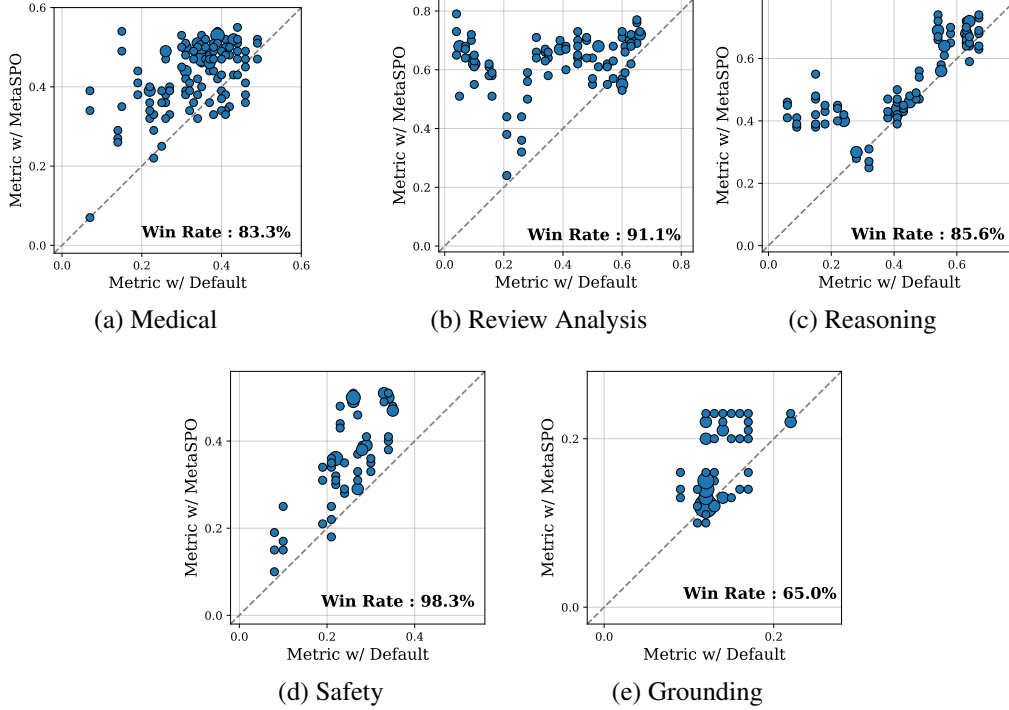 0.6
0.4
0.2
0.0
Metric w/ MetaSPO
Win Rate : 83.3%
0.0 0.2 0.4 0.6
Metric w/ Default
(a) Medical
0.8
0.6
0.4
0.2
0.0
Metric w/ MetaSPO
Win Rate : 91.1%
0.0 0.2 0.4 0.6 0.8
Metric w/ Default
(b) Review Analysis
0.6
0.4
0.2
0.0
Metric w/ MetaSPO
Win Rate : 85.6%
0.0 0.2 0.4 0.6
Metric w/ Default
(c) Reasoning
0.4
0.2
0.0
Metric w/ MetaSPO
Win Rate : 98.3%
0.0 0.2 0.4
Metric w/ Default
(d) Safety
0.2
0.0
Metric w/ MetaSPO
Win Rate : 65.0%
0.0 0.2
Metric w/ Default
(e) Grounding